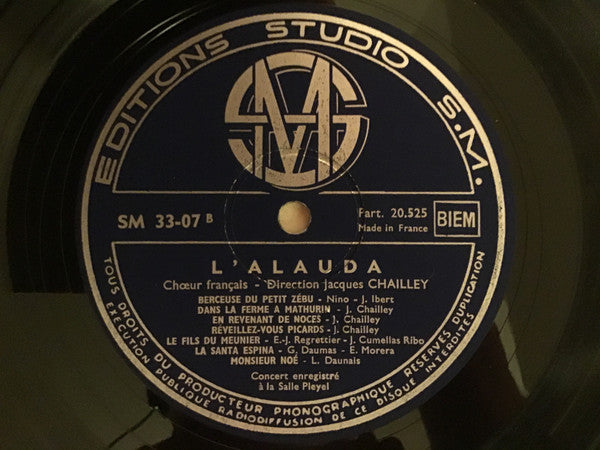 EDITIONS STUDIO S.M.
SM
SM 33-07 B
Fart. 20.525
Made in France
BIEM
L'ALAUDA
Chœur français - Direction Jacques CHAILLEY
BERCEUSE DU PETIT ZÉBU - Nino - J. Ibert
DANS LA FERME A MATHURIN - J. Chailley
EN REVENANT DE NOCES - J. Chailley
RÉVEILLEZ-VOUS PICARDS - J. Chailley
LE FILS DU MEUNIER - E.-J. Regrettier - J. Cumellas Ribo
LA SANTA ESPINA - G. Daumas - E. Morera
MONSIEUR NOÉ - L. Daunais
Concert enregistré
à la Salle Pleyel
TOUS DROITS DU PRODUCTEUR PHONOGRAPHIQUE RESERVES DUPLICATION
EXECUTION PUBLIQUE RADIODIFFUSION DE CE DISQUE INTERDITES